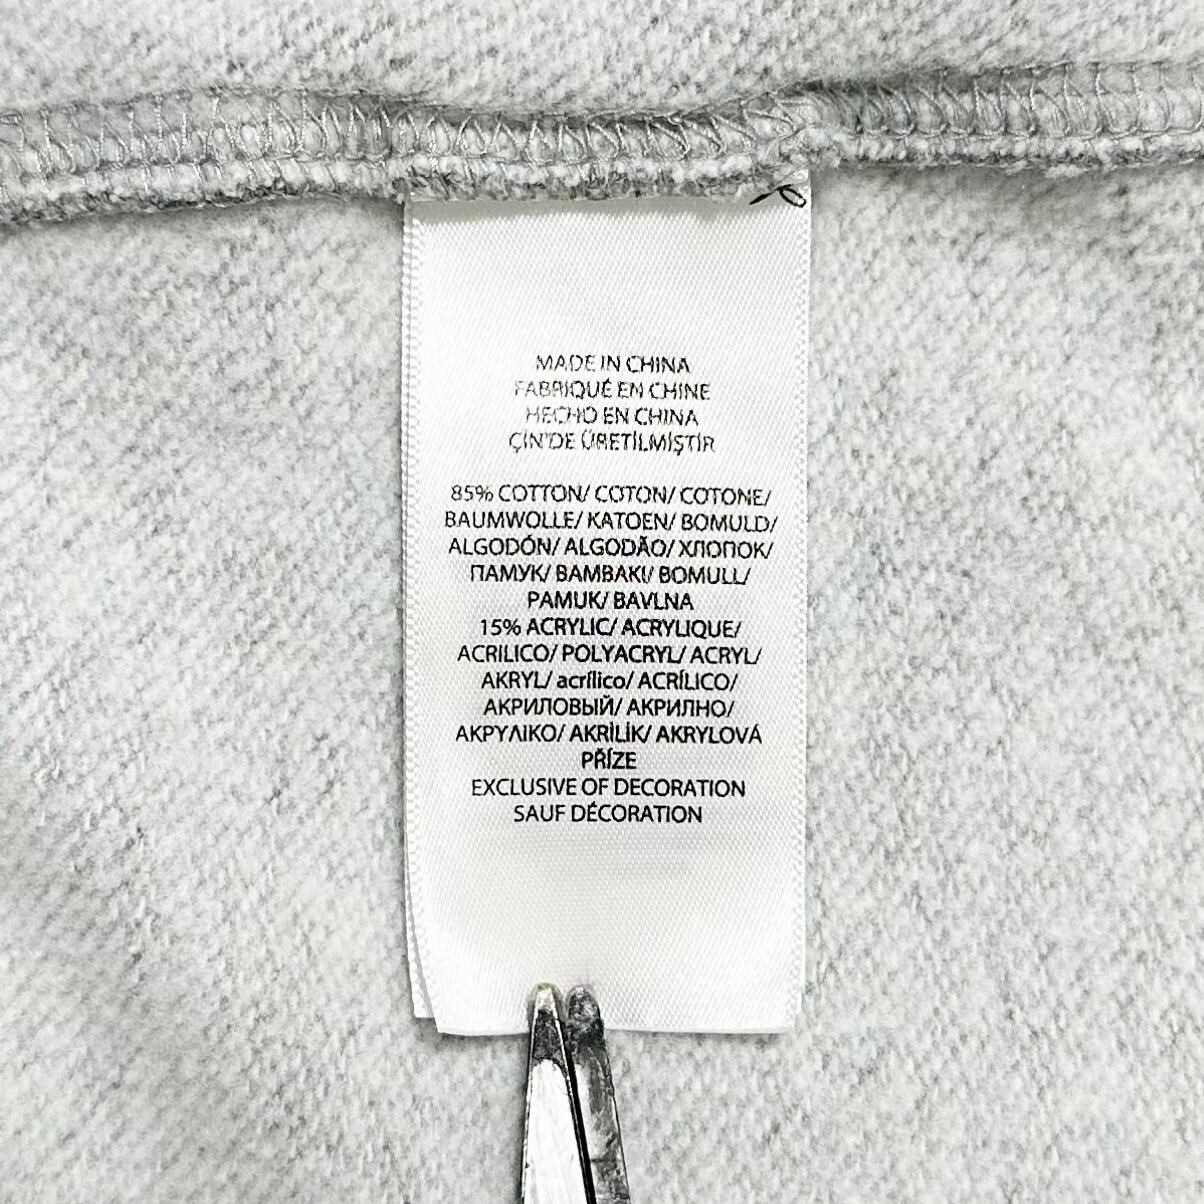 MADE IN CHINA
FABRIQUÉ EN CHINE
HECHO EN CHINA
ÇİN'DE ÜRETİLMİŞTİR
85% COTTON/ COTON/ COTONE/
BAUMWOLLE/ KATOEN/ BOMULD/
ALGODÓN/ ALGODÃO/ ХЛОПОК/
ПАМУК/ BAMBAKI/ BOMULL/
PAMUK/ BAVLNA
15% ACRYLIC/ ACRYLIQUE/
ACRILICO/ POLYACRYL/ ACRYL/
AKRYL/ acrílico/ ACRÍLICO/
АКРИЛОВЫЙ/ АКРИЛНО/
ΑΚΡΥΛΙΚΟ/ AKRİLİK/ AKRYLOVÁ
PŘÍZE
EXCLUSIVE OF DECORATION
SAUF DÉCORATION